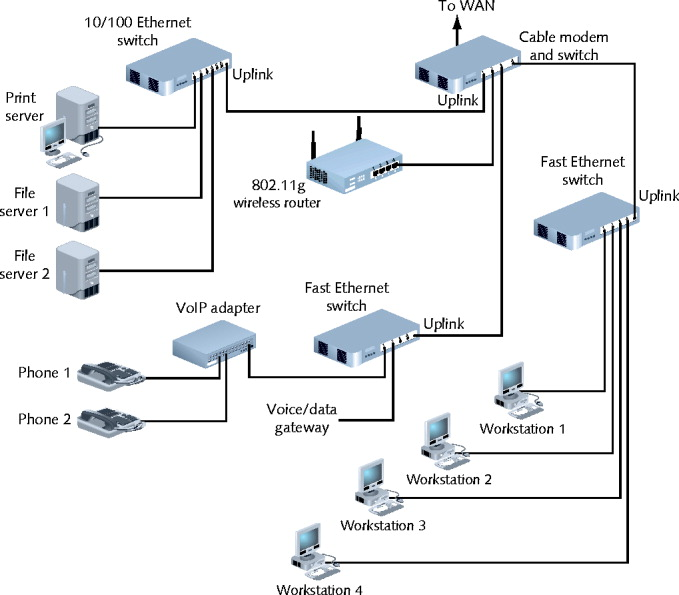 To WAN
10/100 Ethernet
switch
Cable modem
and switch
Uplink
Uplink
Print
server
Fast Ethernet
switch
802.11g
wireless router
Uplink
File
server 1
File
server 2
Fast Ethernet
switch
VoIP adapter
Uplink
Phone 1
Phone 2
Voice/data
gateway
Workstation 1
Workstation 2
Workstation 3
Workstation 4